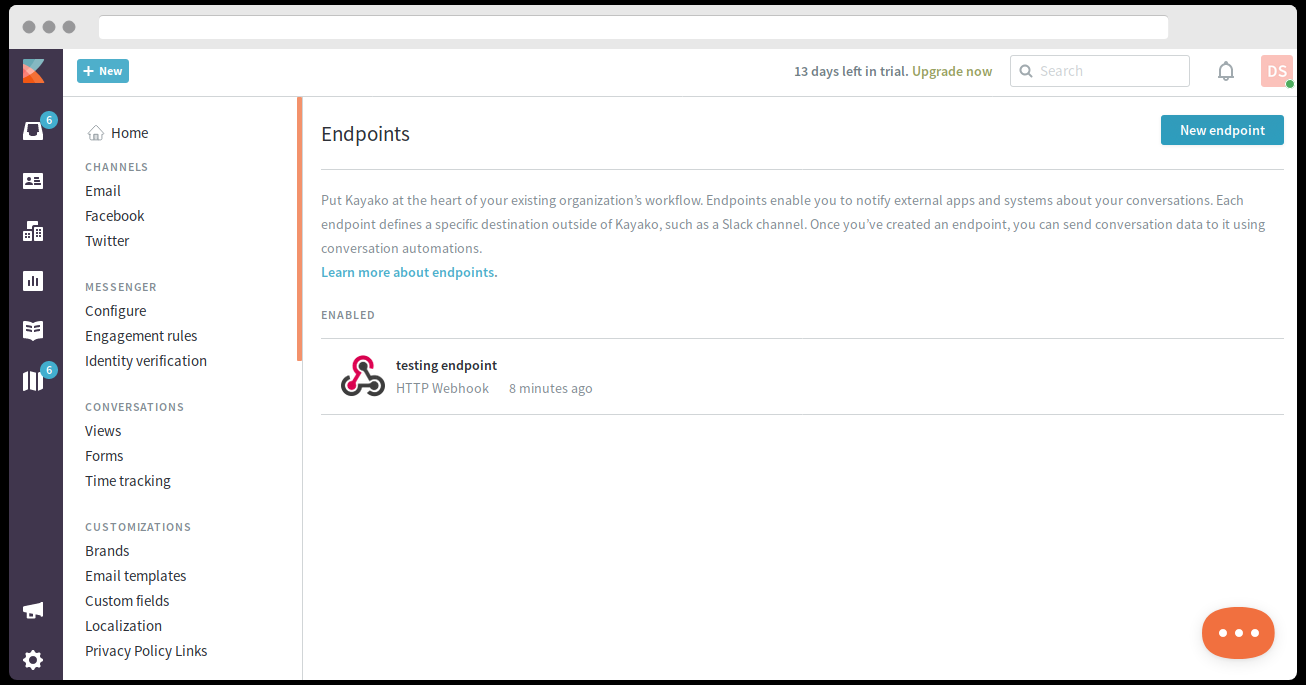 New
13 days left in trial. Upgrade now
Search
DS
6
6
Home
CHANNELS
Email
Facebook
Twitter
MESSENGER
Configure
Engagement rules
Identity verification
CONVERSATIONS
Views
Forms
Time tracking
CUSTOMIZATIONS
Brands
Email templates
Custom fields
Localization
Privacy Policy Links
Endpoints
New endpoint
Put Kayako at the heart of your existing organization’s workflow. Endpoints enable you to notify external apps and systems about your conversations. Each
endpoint defines a specific destination outside of Kayako, such as a Slack channel. Once you’ve created an endpoint, you can send conversation data to it using
conversation automations.
Learn more about endpoints.
ENABLED
testing endpoint
HTTP Webhook 8 minutes ago